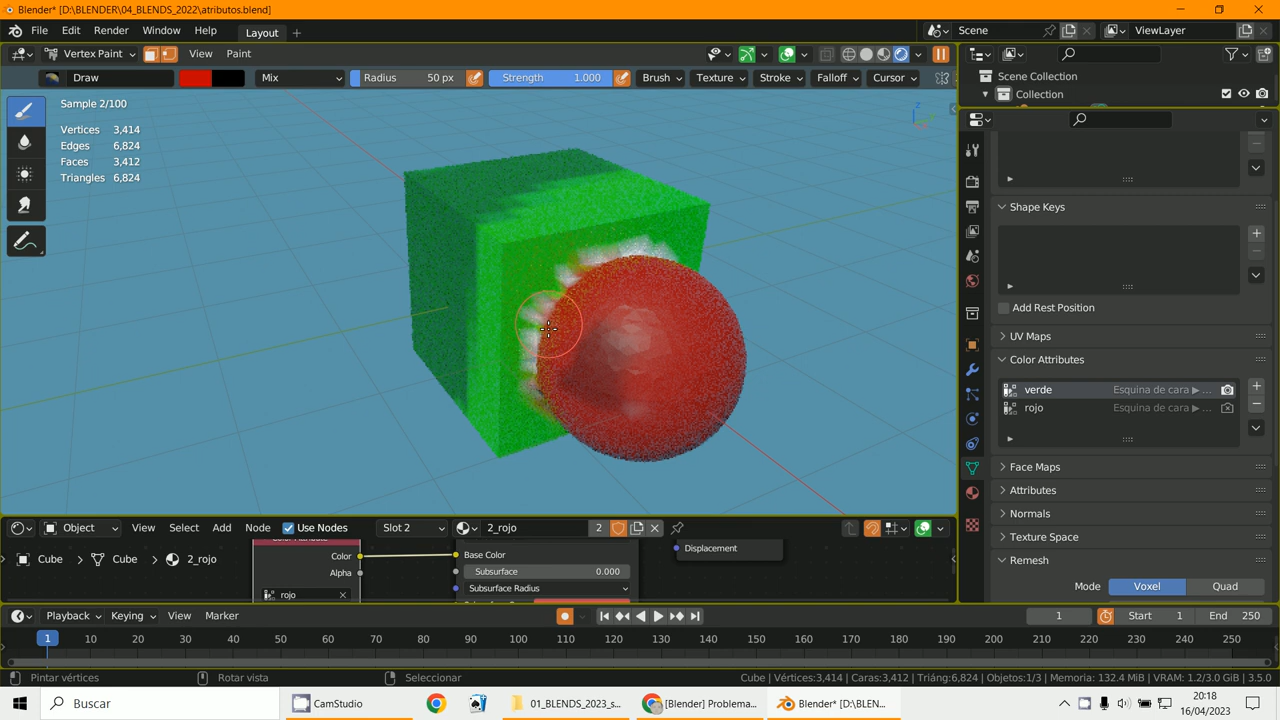 Blender* [D:\BLENDER\04_BLENDS_2022\atributos.blend]
File Edit Render Window Help Layout + Scene ViewLayer
Vertex Paint View Paint
Draw Mix Radius 50 px Strength 1.000 Brush Texture Stroke Falloff Cursor
Scene Collection
Collection
Sample 2/100
Vertices 3,414
Edges 6,824
Faces 3,412
Triangles 6,824
Z
Shape Keys
Add Rest Position
UV Maps
Color Attributes
verde Esquina de cara ▶ ...
rojo Esquina de cara ▶ ...
Face Maps
Attributes
Normals
Texture Space
Remesh
Mode Voxel Quad
Object View Select Add Node Use Nodes Slot 2 2_rojo 2
Cube Cube 2_rojo
Color Attribute
Color
Alpha
rojo
Base Color
Subsurface 0.000
Subsurface Radius
Displacement
Playback Keying View Marker 1 Start 1 End 250
1 10 20 30 40 50 60 70 80 90 100 110 120 130 140 150 160 170 180 190 200 210 220 230 240 250
Pintar vértices Rotar vista Seleccionar Cube | Vértices:3,414 | Caras:3,412 | Triáng:6,824 | Objetos:1/3 | Memoria: 132.4 MiB | VRAM: 1.2/3.0 GiB | 3.5.0
Buscar CamStudio 01_BLENDS_2023_s... [Blender] Problema... Blender* [D:\BLEN...
20:18
16/04/2023